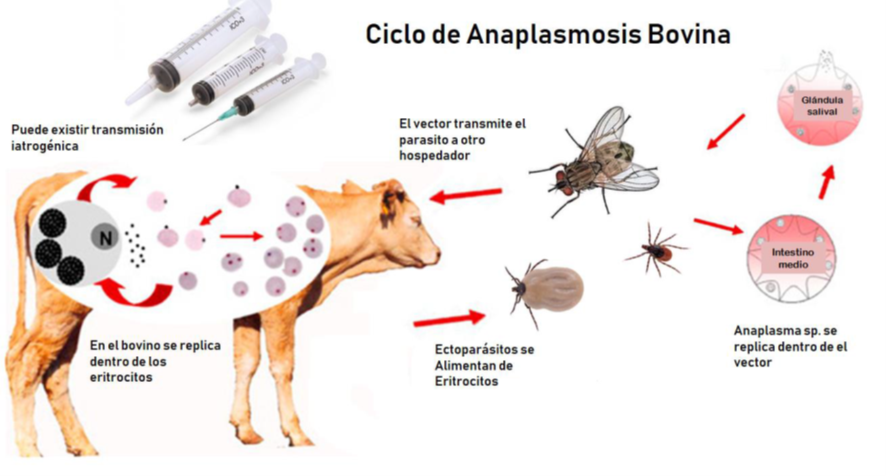 Ciclo de Anaplasmosis Bovina
Puede existir transmisión
iatrogénica
El vector transmite el
parasito a otro
hospedador
Glándula
salival
N
Intestino
medio
En el bovino se replica
dentro de los
eritrocitos
Ectoparásitos se
Alimentan de
Eritrocitos
Anaplasma sp. se
replica dentro de el
vector